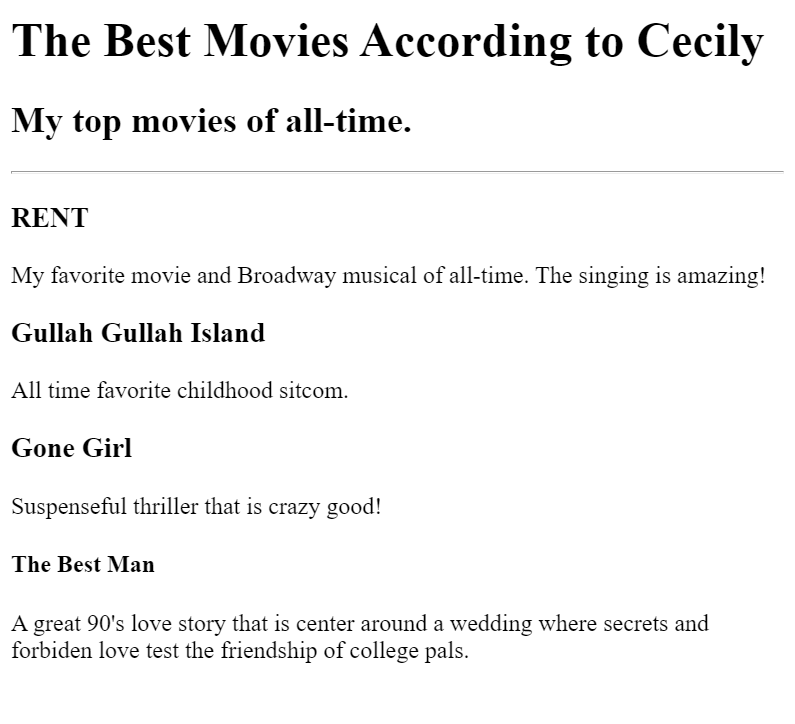 The Best Movies According to Cecily
My top movies of all-time.
RENT
My favorite movie and Broadway musical of all-time. The singing is amazing!
Gullah Gullah Island
All time favorite childhood sitcom.
Gone Girl
Suspenseful thriller that is crazy good!
The Best Man
A great 90's love story that is center around a wedding where secrets and
forbiden love test the friendship of college pals.